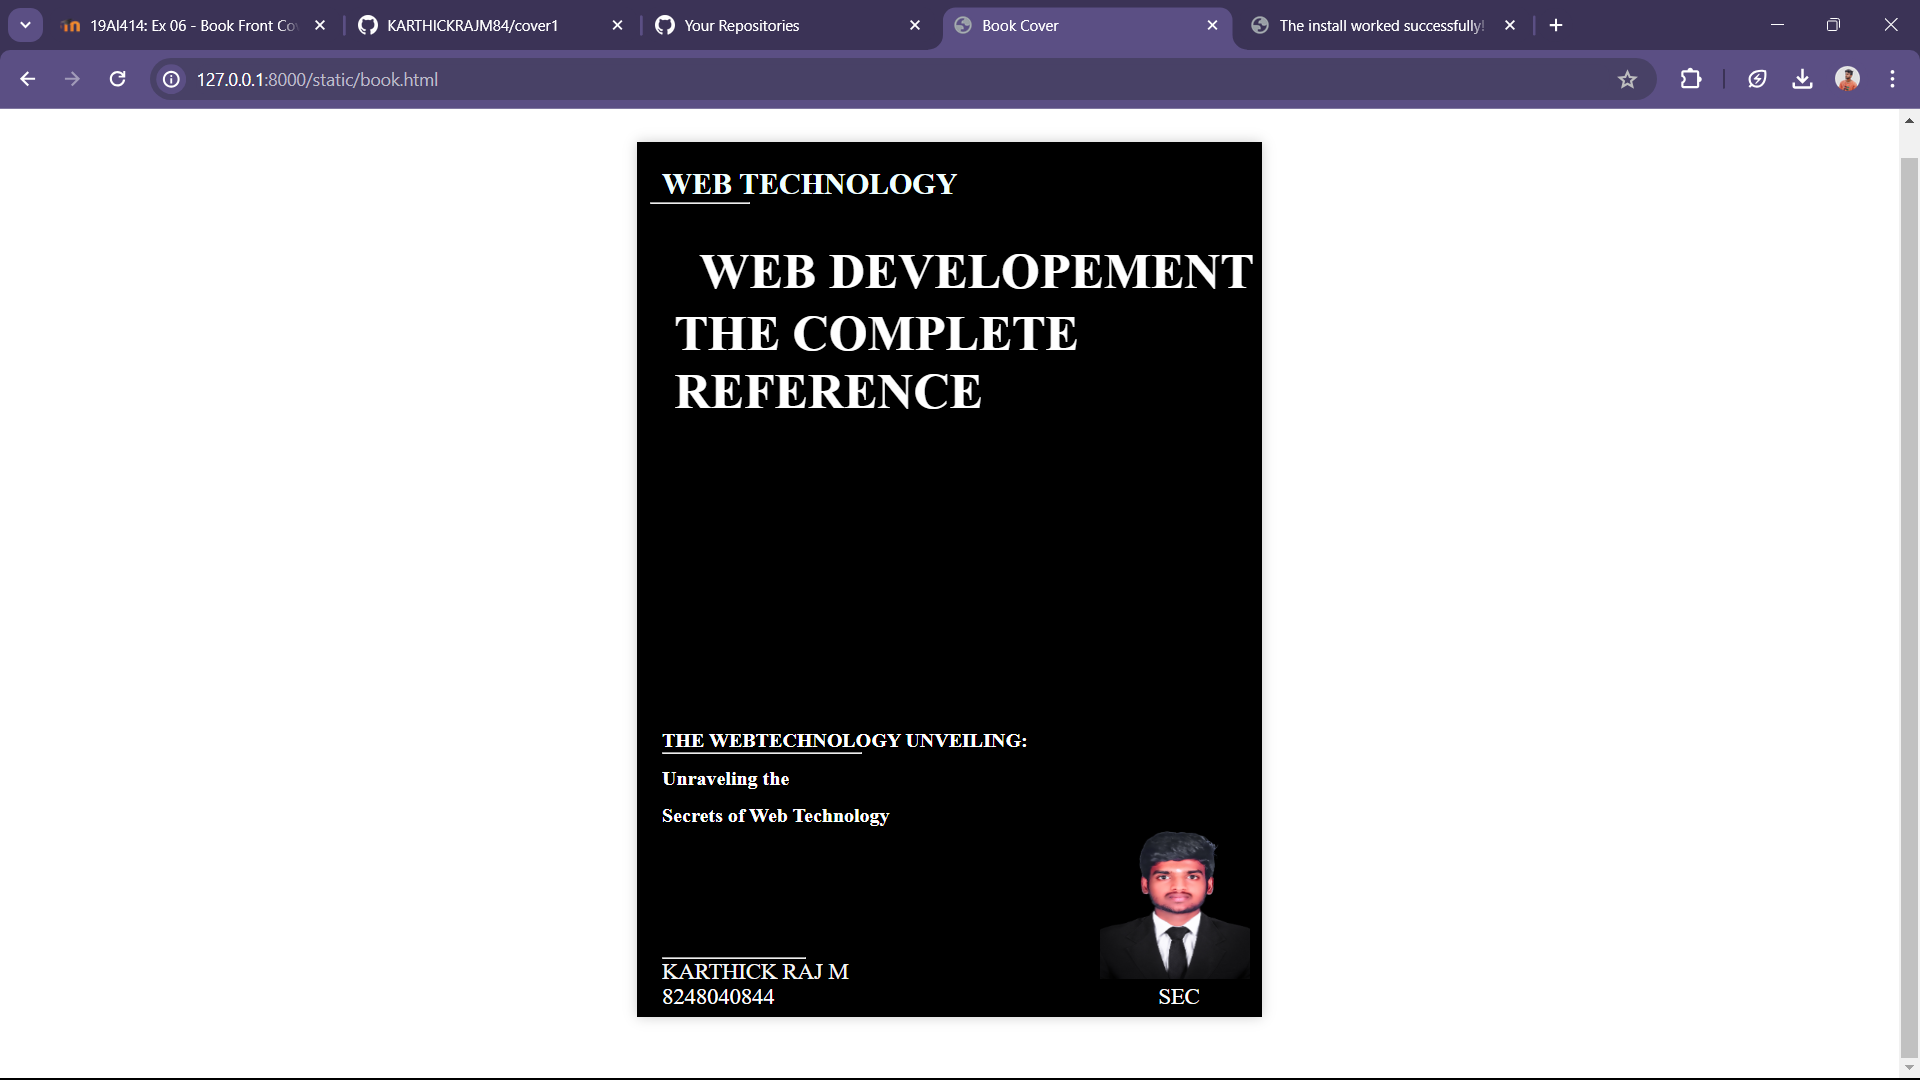 19AI414: Ex 06 - Book Front Co
KARTHICKRAJM84/cover1
Your Repositories
Book Cover
The install worked successfully!
127.0.0.1:8000/static/book.html
WEB TECHNOLOGY
WEB DEVELOPEMENT
THE COMPLETE
REFERENCE
THE WEBTECHNOLOGY UNVEILING:
Unraveling the
Secrets of Web Technology
KARTHICK RAJ M
8248040844
SEC